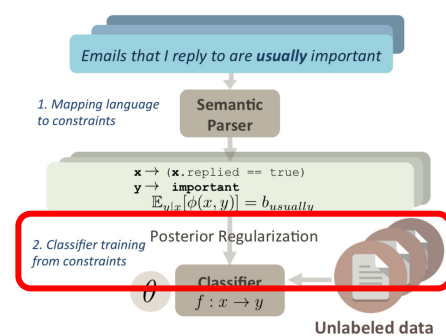 Emails that I reply to are usually important
1. Mapping language
to constraints
Semantic
Parser
x → (x.replied == true)
y → important
𝔼y|x[ϕ(x, y)] = busually
2. Classifier training
from constraints
Posterior Regularization
θ
Classifier
f : x → y
Unlabeled data